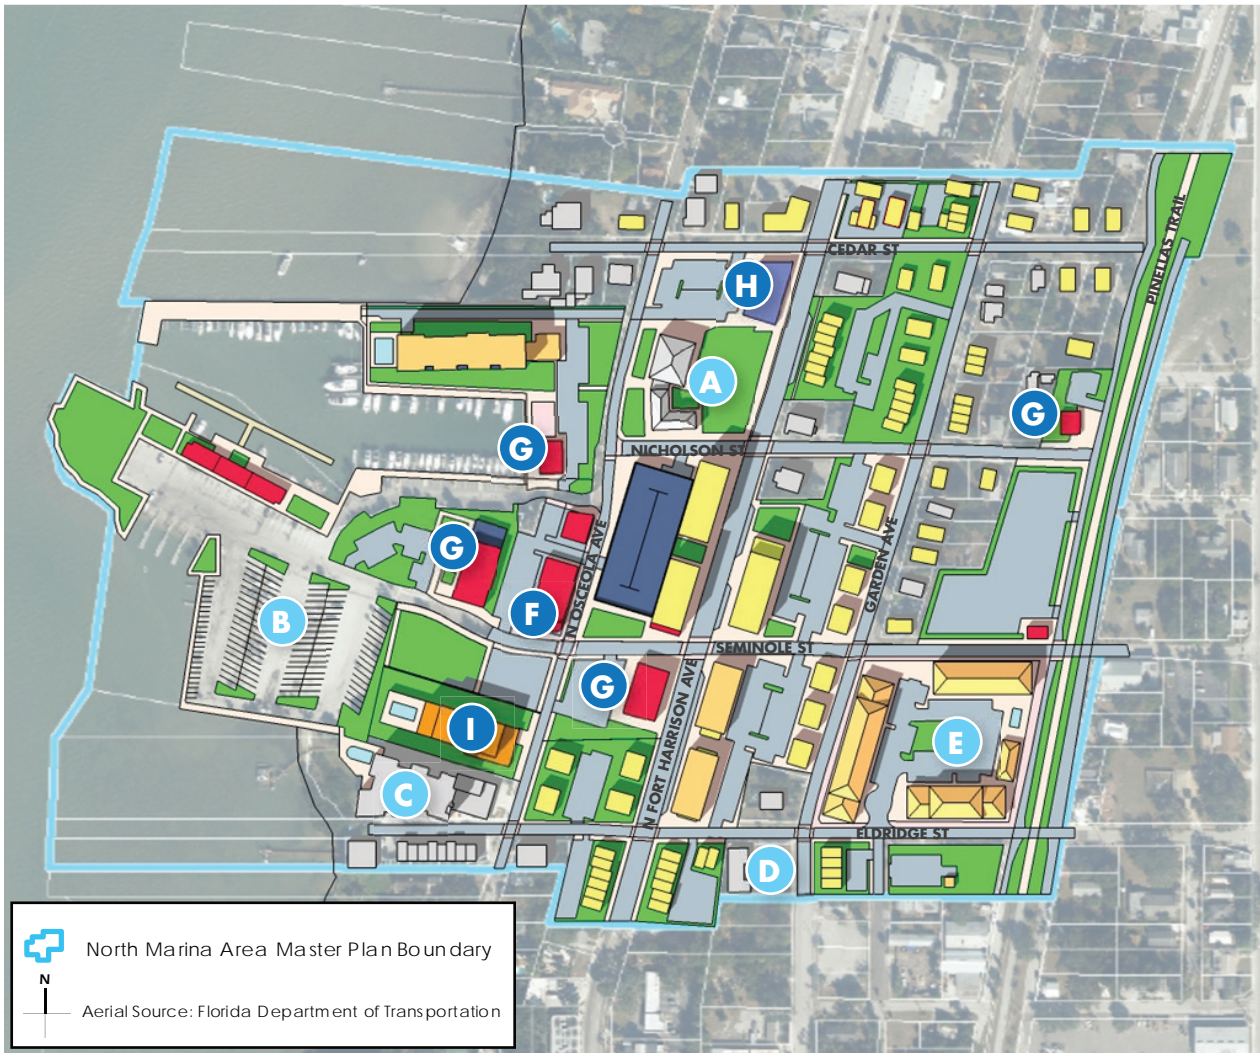 CEDAR ST
PINELLAS TRAIL
H
A
G
NICHOLSON ST
G
G
N OSCEOLA AVE
F
GARDEN AVE
B
SEMINOLE ST
G
N FORT HARRISON AVE
I
E
C
ELDRIDGE ST
D
North Marina Area Master Plan Boundary
N
Aerial Source: Florida Department of Transportation